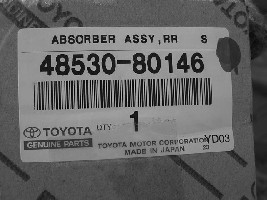 ABSORBER ASSY,RR S
48530-80146
TOYOTA
GENUINE PARTS
QTY 1
TOYOTA MOTOR CORPORATION
MADE IN JAPAN
YD03